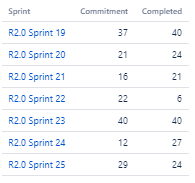 Sprint Commitment Completed
R2.0 Sprint 19 37 40
R2.0 Sprint 20 21 24
R2.0 Sprint 21 16 21
R2.0 Sprint 22 22 6
R2.0 Sprint 23 40 40
R2.0 Sprint 24 12 27
R2.0 Sprint 25 29 24